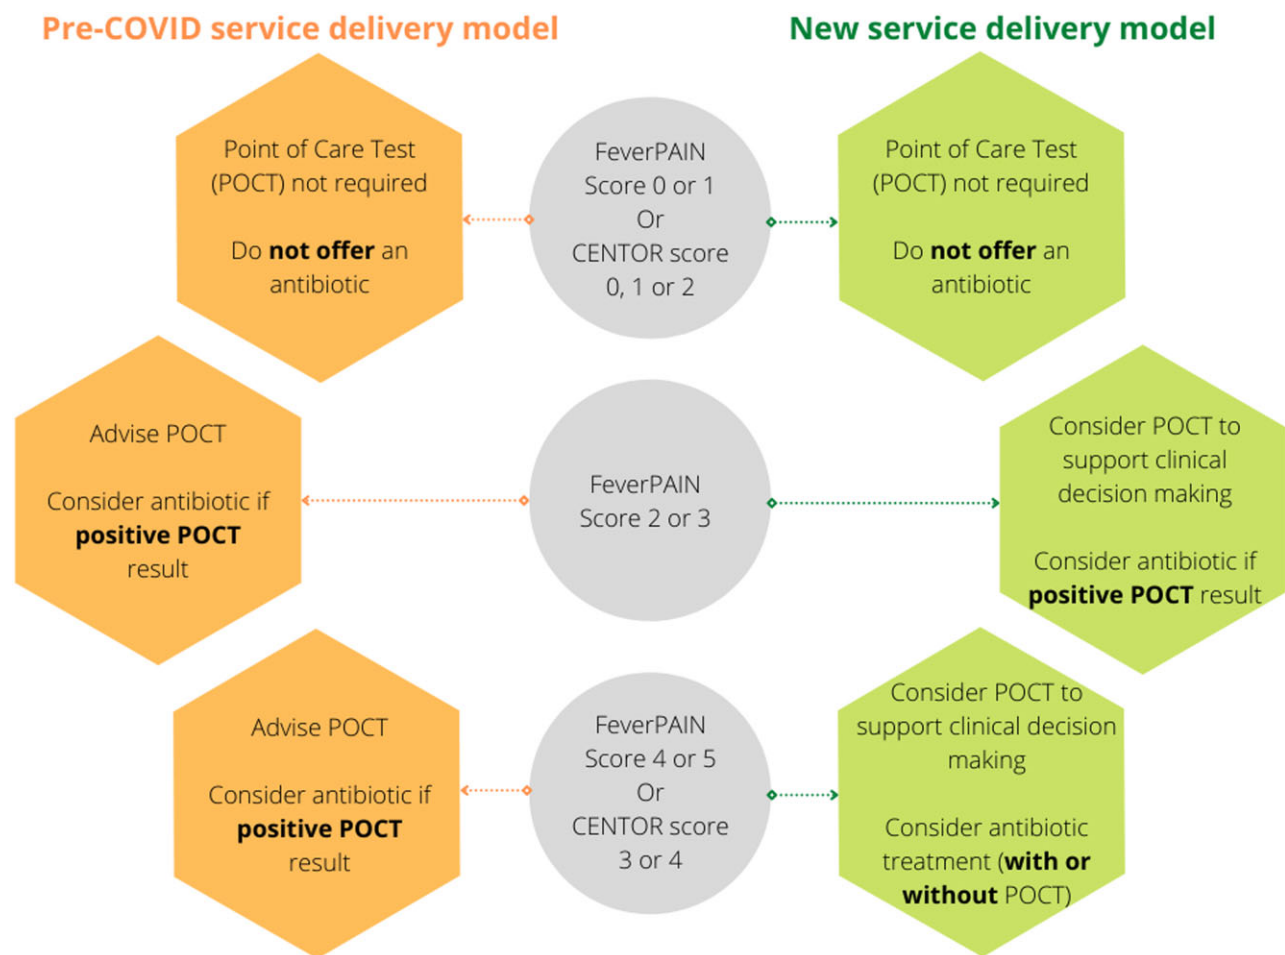 Pre-COVID service delivery model
New service delivery model
Point of Care Test
(POCT) not required
Do not offer an
antibiotic
FeverPAIN
Score 0 or 1
Or
CENTOR score
0, 1 or 2
Point of Care Test
(POCT) not required
Do not offer an
antibiotic
Advise POCT
Consider antibiotic if
positive POCT
result
FeverPAIN
Score 2 or 3
Consider POCT to
support clinical
decision making
Consider antibiotic if
positive POCT result
Advise POCT
Consider antibiotic if
positive POCT
result
FeverPAIN
Score 4 or 5
Or
CENTOR score
3 or 4
Consider POCT to
support clinical decision
making
Consider antibiotic
treatment (with or
without POCT)